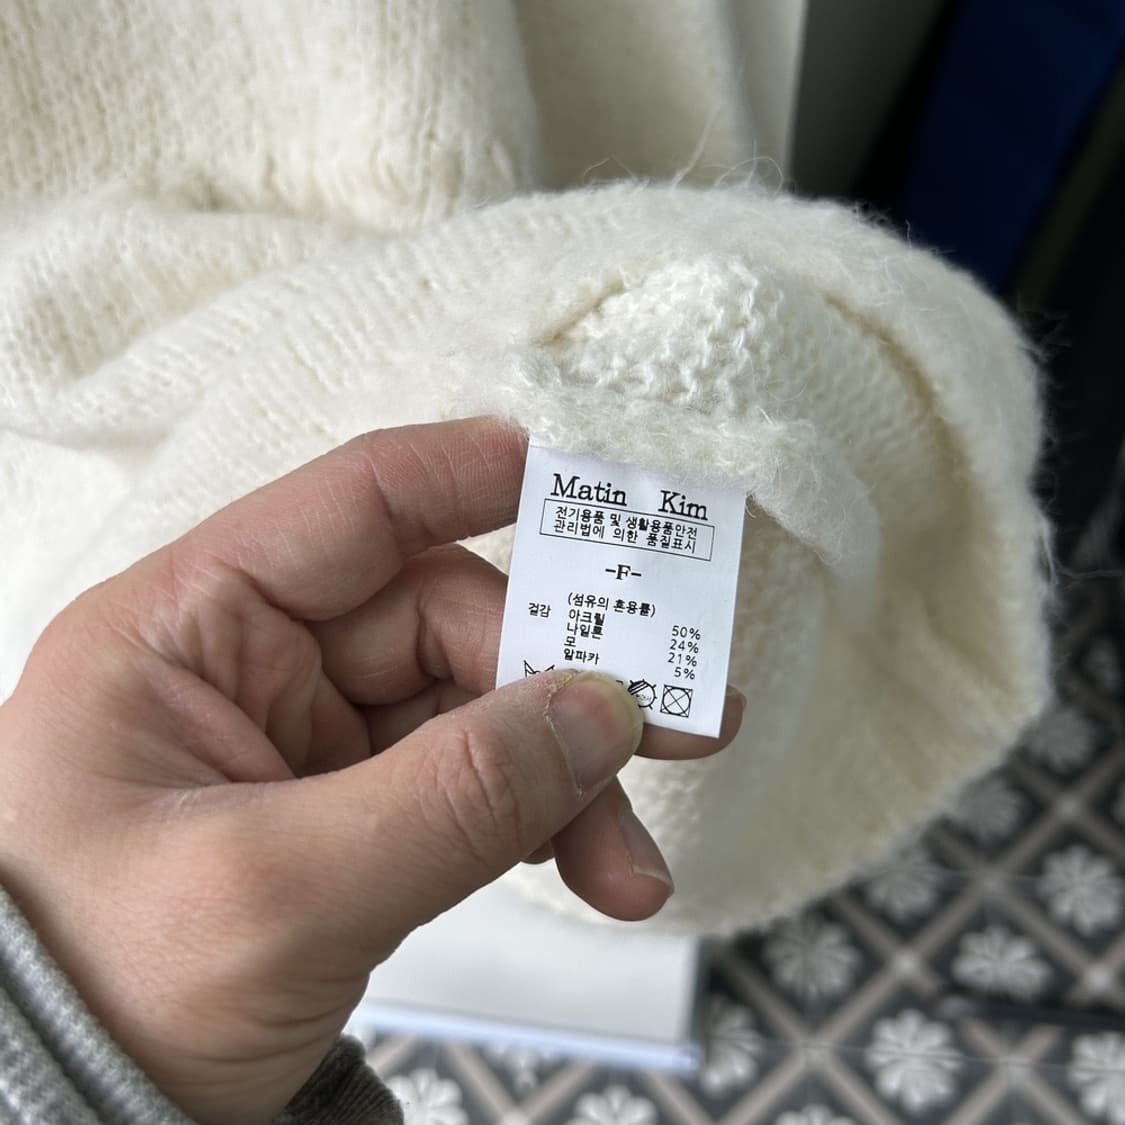 Matin Kim
전기용품 및 생활용품안전
관리법에 의한 품질표시
-F-
(섬유의 혼용률)
겉감 아크릴 50%
나일론 24%
모 21%
알파카 5%